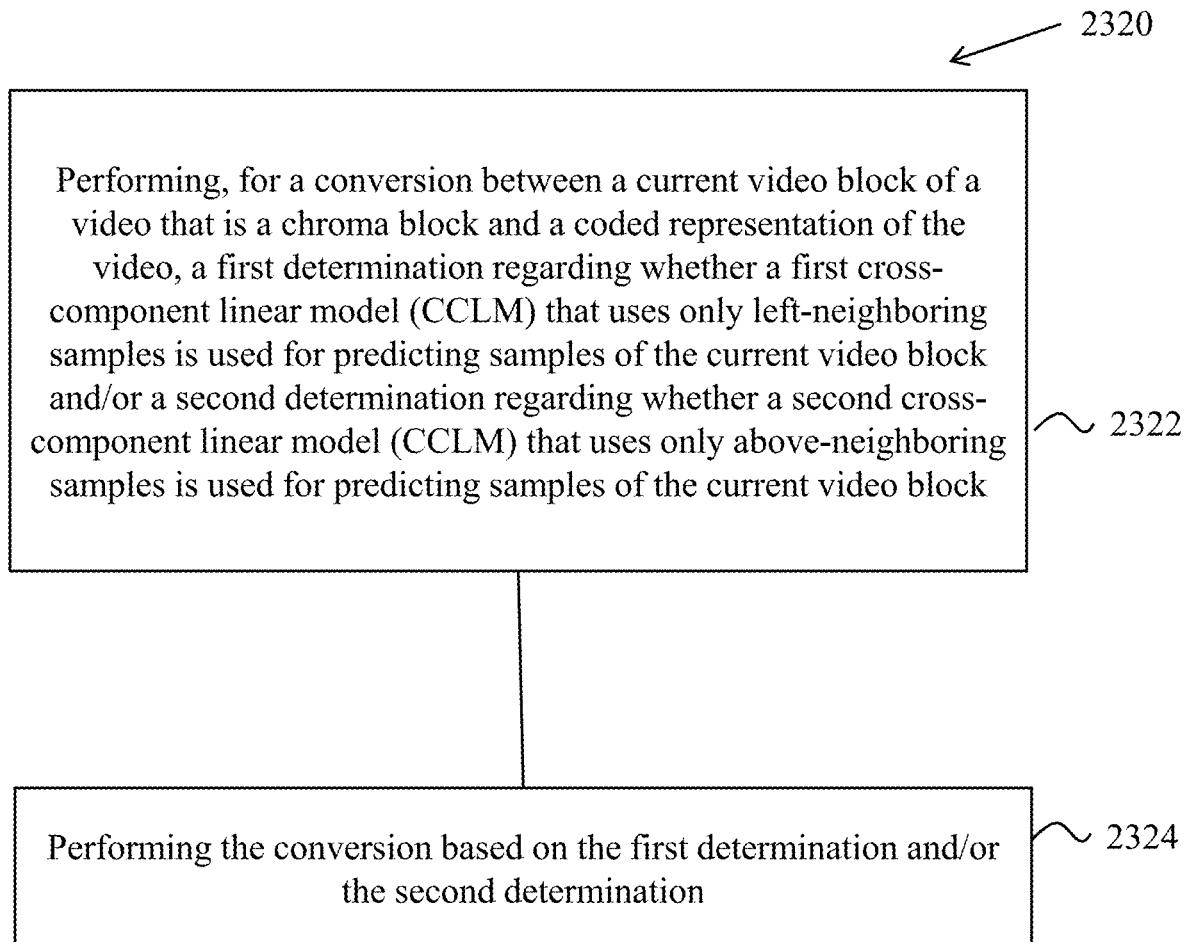 2320
Performing, for a conversion between a current video block of a
video that is a chroma block and a coded representation of the
video, a first determination regarding whether a first cross-
component linear model (CCLM) that uses only left-neighboring
samples is used for predicting samples of the current video block
and/or a second determination regarding whether a second cross-
component linear model (CCLM) that uses only above-neighboring
samples is used for predicting samples of the current video block
2322
Performing the conversion based on the first determination and/or
the second determination
2324